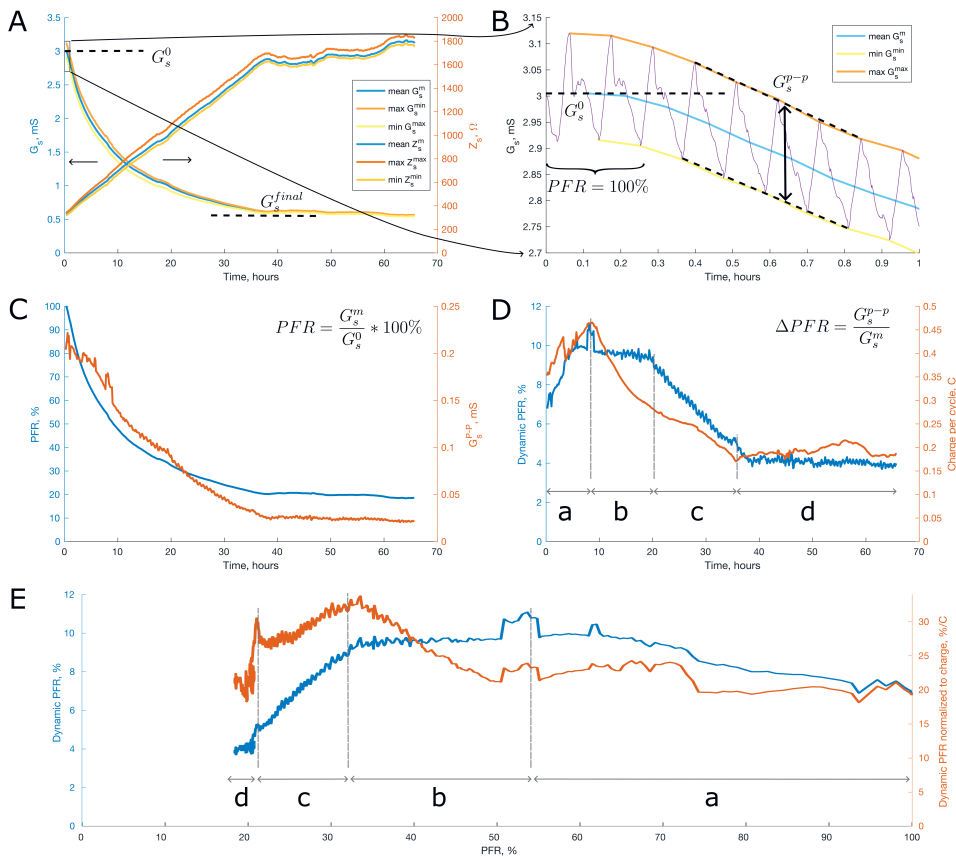 A
G_s, mS
3.5
3
2.5
2
1.5
1
0.5
0
0 10 20 30 40 50 60 70
Time, hours
2000
1800
1600
1400
1200
1000
800
600
400
200
0
Z_s, Ω
G_s^0
G_s^{final}
mean G_s^m
max G_s^{min}
min G_s^{max}
mean Z_s^m
max Z_s^{max}
min Z_s^{min}
B
G_s, mS
3.15
3.1
3.05
3
2.95
2.9
2.85
2.8
2.75
2.7
0 0.1 0.2 0.3 0.4 0.5 0.6 0.7 0.8 0.9 1
Time, hours
G_s^0
G_s^{p-p}
PFR = 100%
mean G_s^m
min G_s^{min}
max G_s^{max}
C
PFR, %
100
90
80
70
60
50
40
30
20
10
0
0 10 20 30 40 50 60 70
Time, hours
0.25
0.2
0.15
0.1
0.05
0
G_s^{P-P}, mS
PFR = G_s^m / G_s^0 * 100%
D
Dynamic PFR, %
12
10
8
6
4
2
0
0 10 20 30 40 50 60 70
Time, hours
0.5
0.45
0.4
0.35
0.3
0.25
0.2
0.15
0.1
0.05
0
Charge per cycle, C
ΔPFR = G_s^{p-p} / G_s^m
a b c d
E
Dynamic PFR, %
12
10
8
6
4
2
0
0 10 20 30 40 50 60 70 80 90 100
PFR, %
30
25
20
15
10
5
0
Dynamic PFR normalized to charge, %/C
d c b a